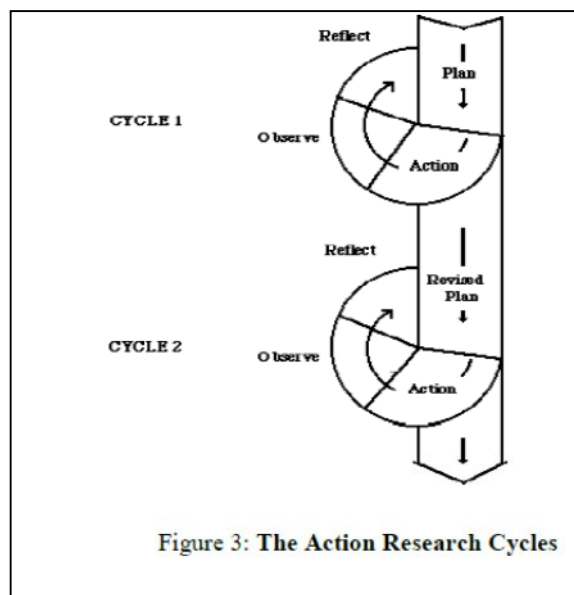 Reflect
Plan
CYCLE 1
Observe
Action
Reflect
Revised
Plan
CYCLE 2
Observe
Action
Figure 3: The Action Research Cycles